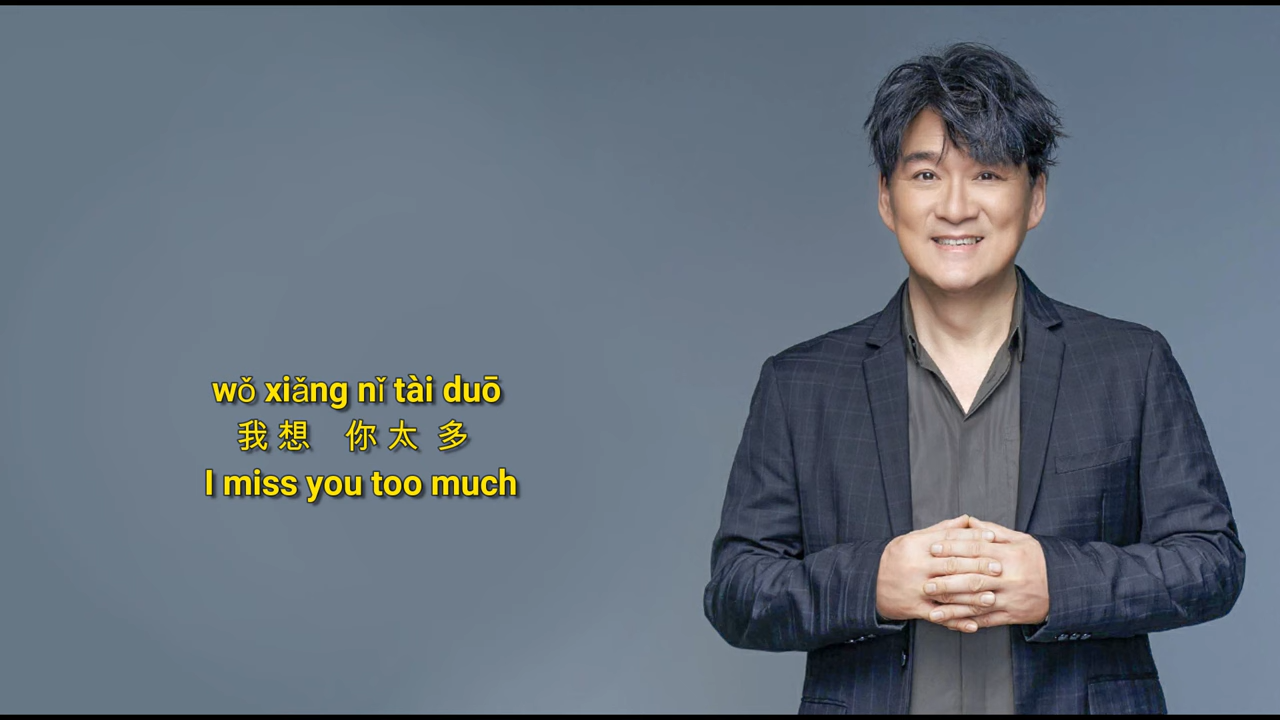 wǒ xiǎng nǐ tài duō
我想 你太 多
I miss you too much